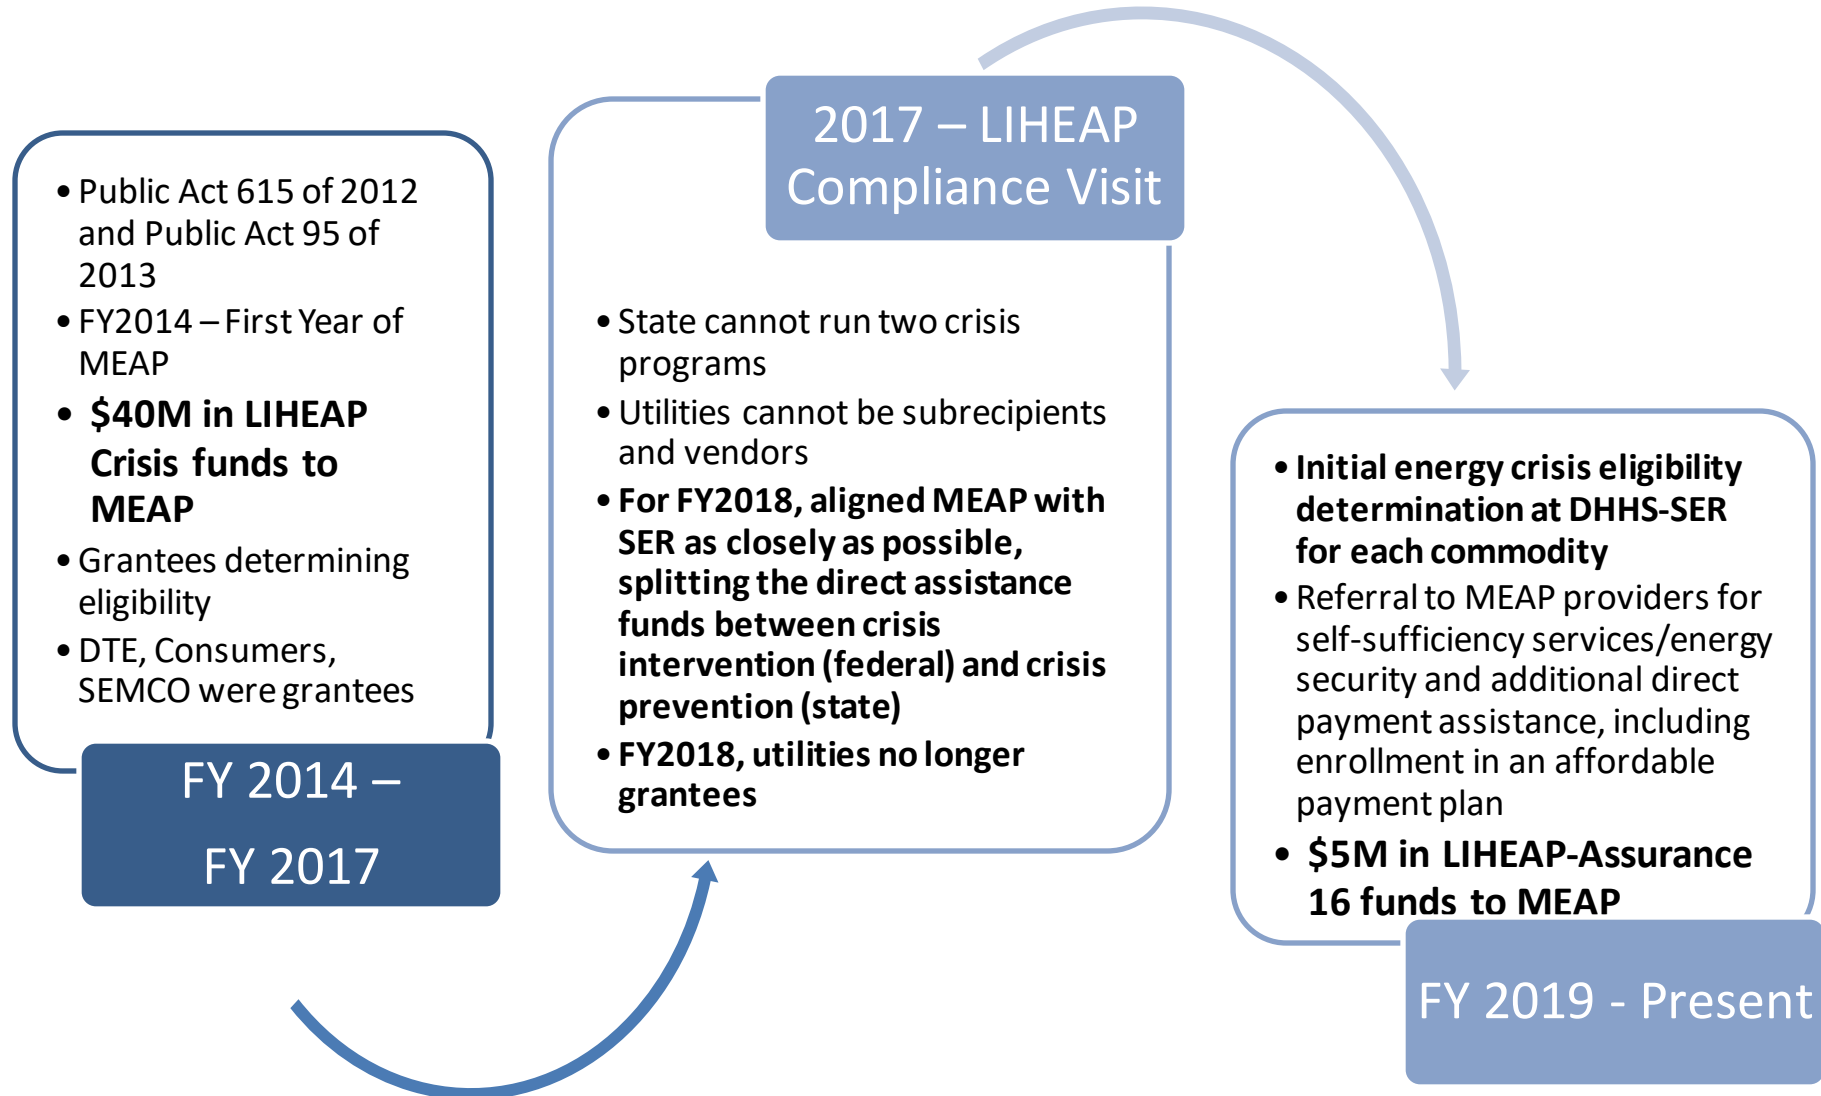 • Public Act 615 of 2012
and Public Act 95 of
2013
• FY2014 – First Year of
MEAP
• $40M in LIHEAP
Crisis funds to
MEAP
• Grantees determining
eligibility
• DTE, Consumers,
SEMCO were grantees
FY 2014 –
FY 2017
2017 – LIHEAP
Compliance Visit
• State cannot run two crisis
programs
• Utilities cannot be subrecipients
and vendors
• For FY2018, aligned MEAP with
SER as closely as possible,
splitting the direct assistance
funds between crisis
intervention (federal) and crisis
prevention (state)
• FY2018, utilities no longer
grantees
• Initial energy crisis eligibility
determination at DHHS-SER
for each commodity
• Referral to MEAP providers for
self-sufficiency services/energy
security and additional direct
payment assistance, including
enrollment in an affordable
payment plan
• $5M in LIHEAP-Assurance
16 funds to MEAP
FY 2019 - Present